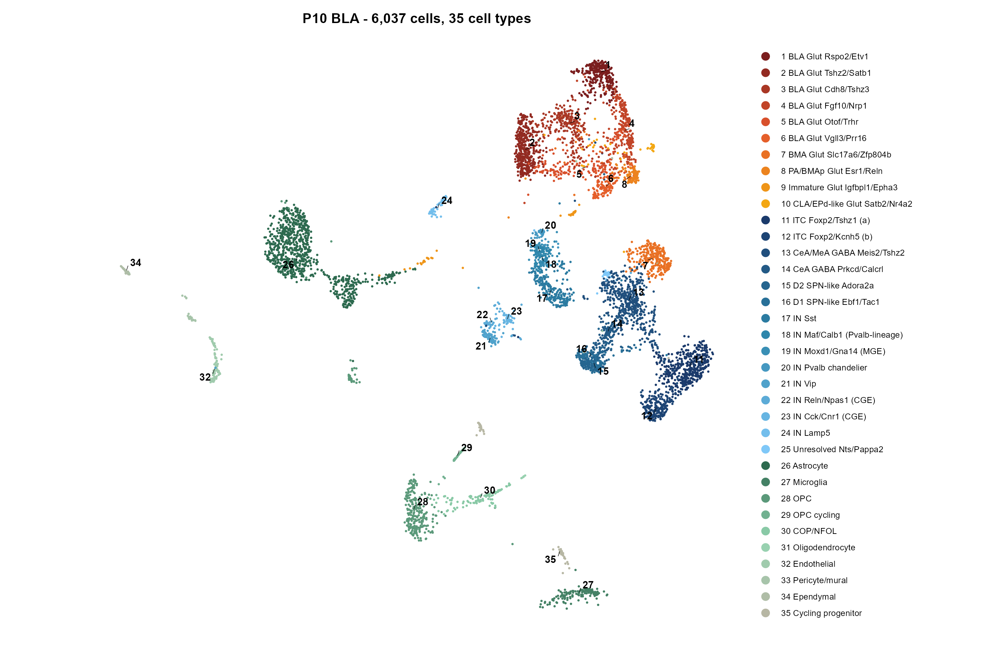 P10 BLA - 6,037 cells, 35 cell types
1
3
4
2
5
6
8
24
20
19
18
26
34
7
17
13
22
23
14
21
16
15
11
32
12
29
30
28
35
27
1 BLA Glut Rspo2/Etv1
2 BLA Glut Tshz2/Satb1
3 BLA Glut Cdh8/Tshz3
4 BLA Glut Fgf10/Nrp1
5 BLA Glut Otof/Trhr
6 BLA Glut Vgll3/Prr16
7 BMA Glut Slc17a6/Zfp804b
8 PA/BMAp Glut Esr1/Reln
9 Immature Glut Igfbpl1/Epha3
10 CLA/EPd-like Glut Satb2/Nr4a2
11 ITC Foxp2/Tshz1 (a)
12 ITC Foxp2/Kcnh5 (b)
13 CeA/MeA GABA Meis2/Tshz2
14 CeA GABA Prkcd/Calcrl
15 D2 SPN-like Adora2a
16 D1 SPN-like Ebf1/Tac1
17 IN Sst
18 IN Maf/Calb1 (Pvalb-lineage)
19 IN Moxd1/Gna14 (MGE)
20 IN Pvalb chandelier
21 IN Vip
22 IN Reln/Npas1 (CGE)
23 IN Cck/Cnr1 (CGE)
24 IN Lamp5
25 Unresolved Nts/Pappa2
26 Astrocyte
27 Microglia
28 OPC
29 OPC cycling
30 COP/NFOL
31 Oligodendrocyte
32 Endothelial
33 Pericyte/mural
34 Ependymal
35 Cycling progenitor